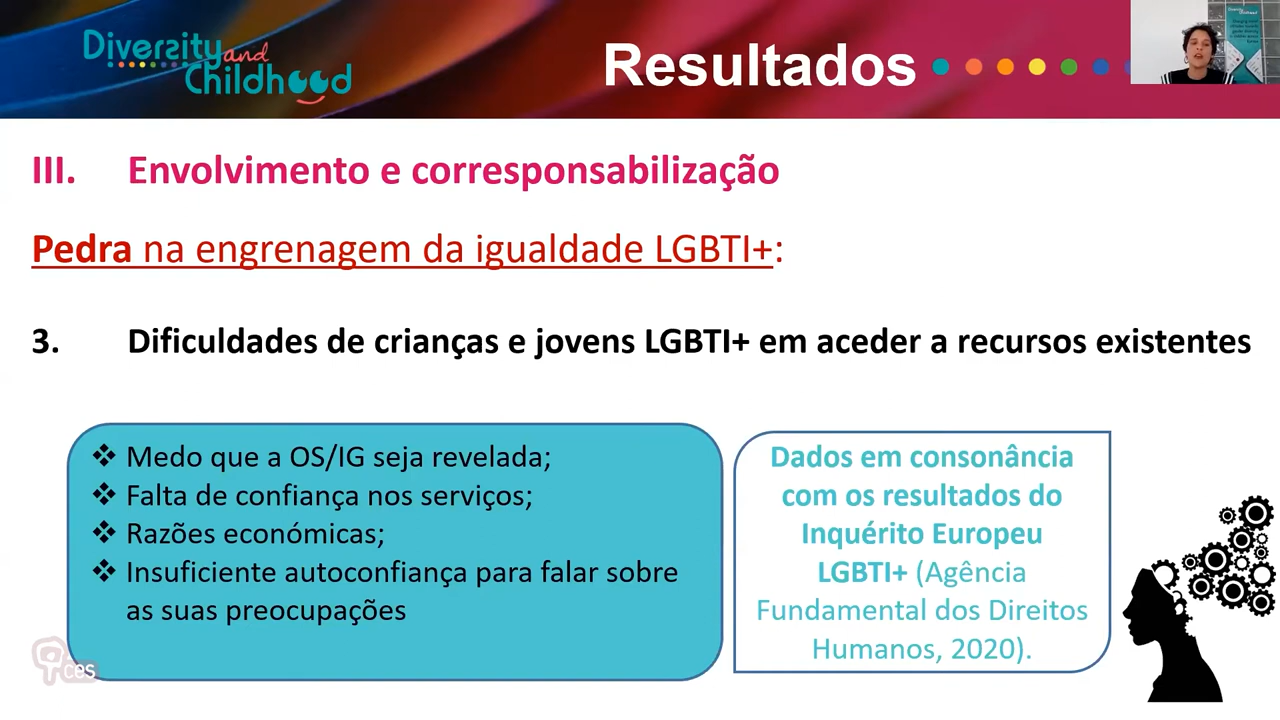 Diversity and
Childhood
Resultados
III. Envolvimento e corresponsabilização
Pedra na engrenagem da igualdade LGBTI+:
3. Dificuldades de crianças e jovens LGBTI+ em aceder a recursos existentes
❖ Medo que a OS/IG seja revelada;
❖ Falta de confiança nos serviços;
❖ Razões económicas;
❖ Insuficiente autoconfiança para falar sobre
as suas preocupações
Dados em consonância
com os resultados do
Inquérito Europeu
LGBTI+ (Agência
Fundamental dos Direitos
Humanos, 2020).
ces